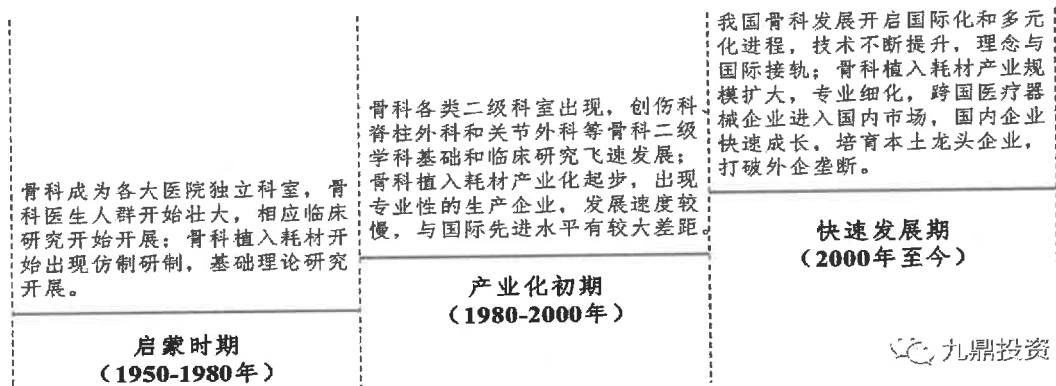 骨科成为各大医院独立科室，骨
科医生人群开始壮大，相应临床
研究开始开展；骨科植入耗材开
始出现仿制研制，基础理论研究
开展。
启蒙时期
（1950-1980年）
骨科各类二级科室出现，创伤科、
脊柱外科和关节外科等骨科二级
学科基础和临床研究飞速发展；
骨科植入耗材产业化起步，出现
专业性的生产企业，发展速度较
慢，与国际先进水平有较大差距。
产业化初期
（1980-2000年）
我国骨科发展开启国际化和多元
化进程，技术不断提升，理念与
国际接轨；骨科植入耗材产业规
模扩大，专业细化，跨国医疗器
械企业进入国内市场，国内企业
快速成长，培育本土龙头企业，
打破外企垄断。
快速发展期
（2000年至今）
九鼎投资